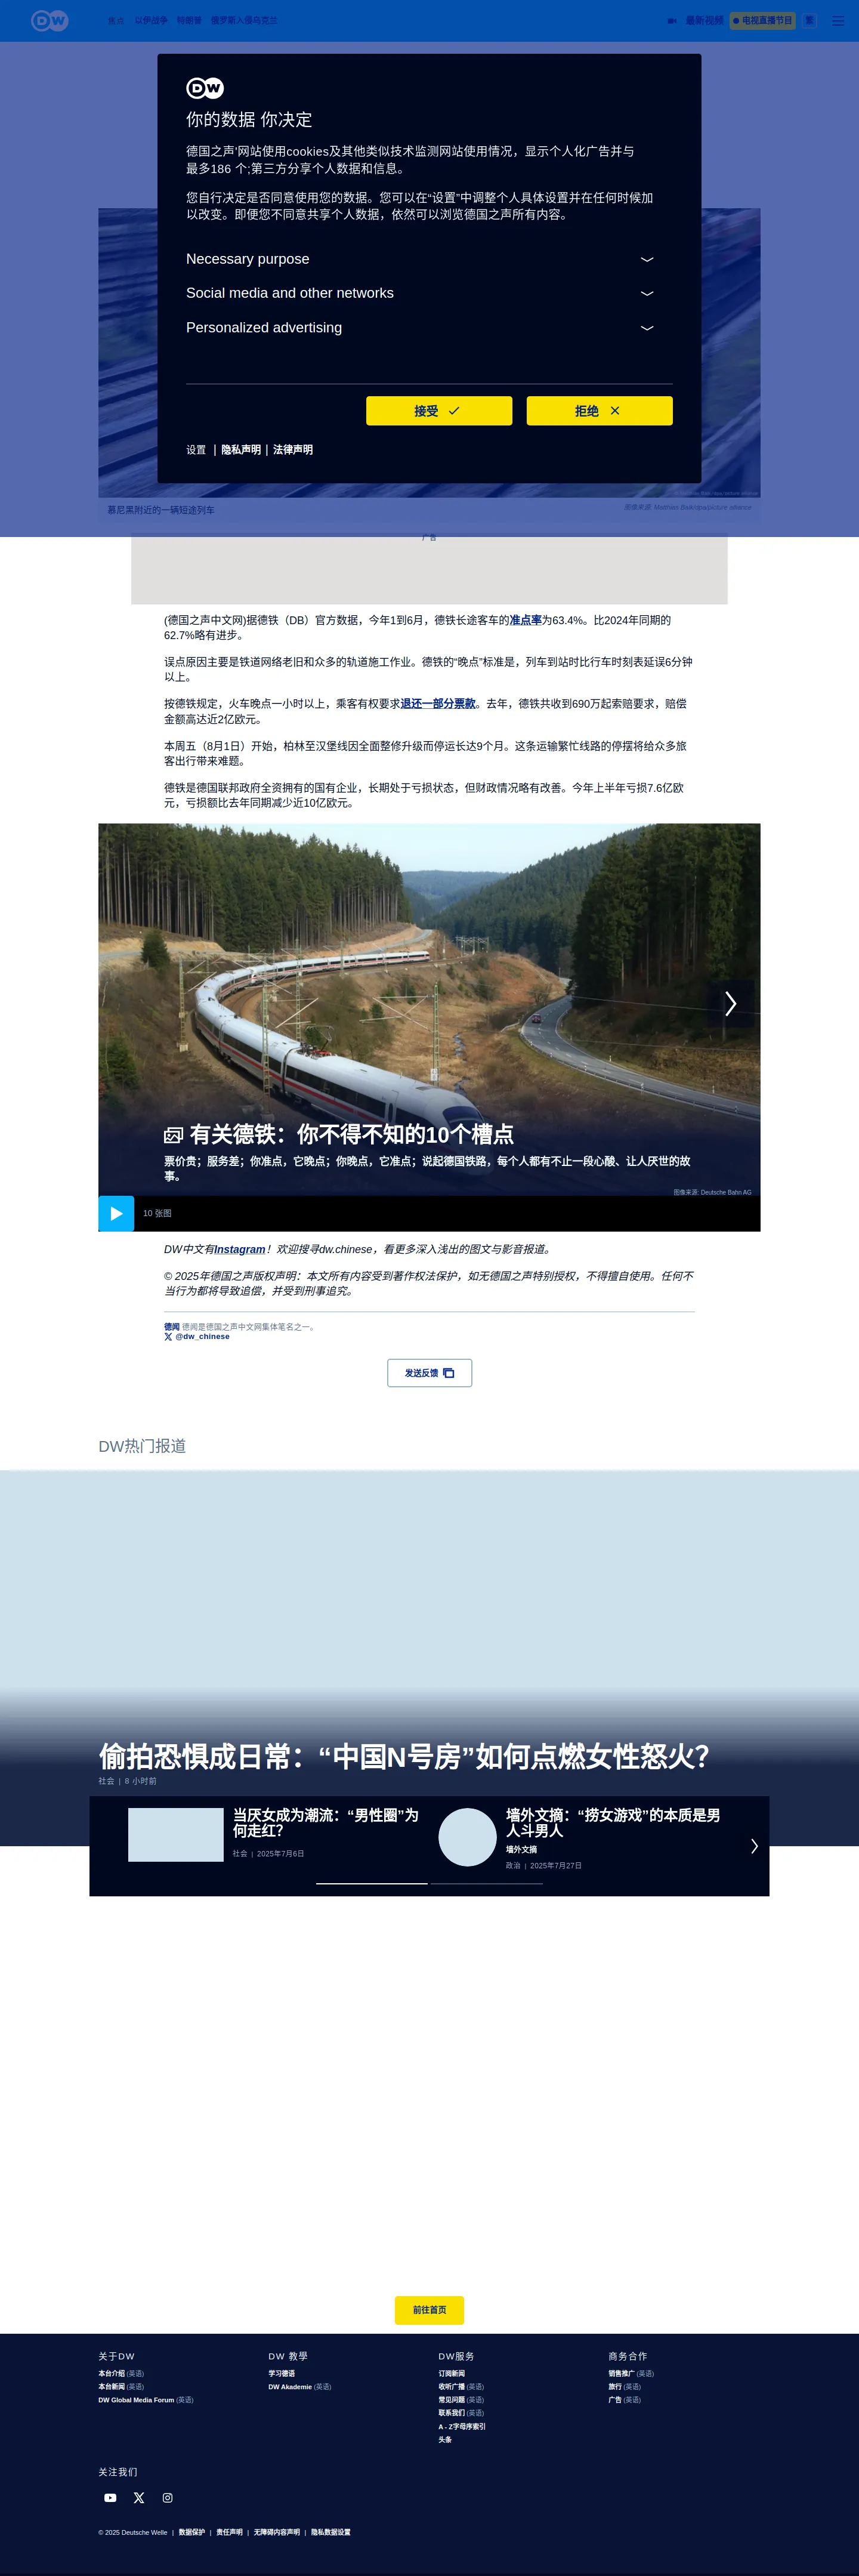 DW
焦点 以伊战争 特朗普 俄罗斯入侵乌克兰
最新视频 电视直播节目 繁
DW
你的数据 你决定
德国之声'网站使用cookies及其他类似技术监测网站使用情况，显示个人化广告并与
最多186 个;第三方分享个人数据和信息。
您自行决定是否同意使用您的数据。您可以在“设置”中调整个人具体设置并在任何时候加
以改变。即便您不同意共享个人数据，依然可以浏览德国之声所有内容。
Necessary purpose
Social media and other networks
Personalized advertising
接受 拒绝
设置 | 隐私声明 | 法律声明
慕尼黑附近的一辆短途列车
图像来源: Matthias Balk/dpa/picture alliance
广告
(德国之声中文网)据德铁（DB）官方数据，今年1到6月，德铁长途客车的准点率为63.4%。比2024年同期的
62.7%略有进步。
误点原因主要是铁道网络老旧和众多的轨道施工作业。德铁的“晚点”标准是，列车到站时比行车时刻表延误6分钟
以上。
按德铁规定，火车晚点一小时以上，乘客有权要求退还一部分票款。去年，德铁共收到690万起索赔要求，赔偿
金额高达近2亿欧元。
本周五（8月1日）开始，柏林至汉堡线因全面整修升级而停运长达9个月。这条运输繁忙线路的停摆将给众多旅
客出行带来难题。
德铁是德国联邦政府全资拥有的国有企业，长期处于亏损状态，但财政情况略有改善。今年上半年亏损7.6亿欧
元，亏损额比去年同期减少近10亿欧元。
有关德铁：你不得不知的10个槽点
票价贵；服务差；你准点，它晚点；你晚点，它准点；说起德国铁路，每个人都有不止一段心酸、让人厌世的故
事。
图像来源: Deutsche Bahn AG
10 张图
DW中文有Instagram！欢迎搜寻dw.chinese，看更多深入浅出的图文与影音报道。
© 2025年德国之声版权声明：本文所有内容受到著作权法保护，如无德国之声特别授权，不得擅自使用。任何不
当行为都将导致追偿，并受到刑事追究。
德闻 德闻是德国之声中文网集体笔名之一。
@dw_chinese
发送反馈
DW热门报道
偷拍恐惧成日常：“中国N号房”如何点燃女性怒火？
社会 | 8 小时前
当厌女成为潮流：“男性圈”为
何走红？
社会 | 2025年7月6日
墙外文摘：“捞女游戏”的本质是男
人斗男人
墙外文摘
政治 | 2025年7月27日
前往首页
关于DW
本台介绍 (英语)
本台新闻 (英语)
DW Global Media Forum (英语)
DW 教學
学习德语
DW Akademie (英语)
DW服务
订阅新闻
收听广播 (英语)
常见问题 (英语)
联系我们 (英语)
A - Z字母序索引
头条
商务合作
销售推广 (英语)
旅行 (英语)
广告 (英语)
关注我们
© 2025 Deutsche Welle | 数据保护 | 责任声明 | 无障碍内容声明 | 隐私数据设置